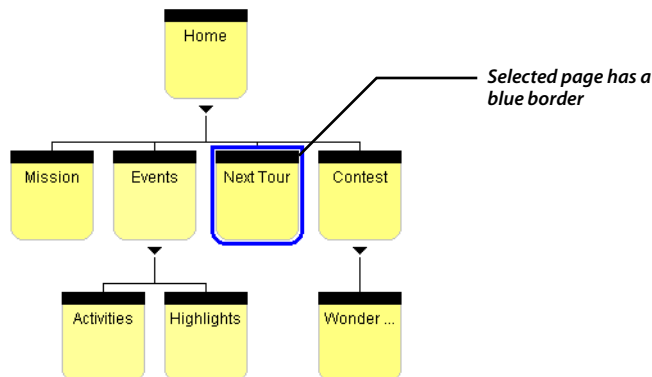 Home
Selected page has a
blue border
Mission
Events
Next Tour
Contest
Activities
Highlights
Wonder ...